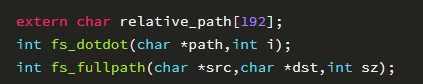 extern char relative_path[192];
int fs_dotdot(char *path,int i);
int fs_fullpath(char *src,char *dst,int sz);